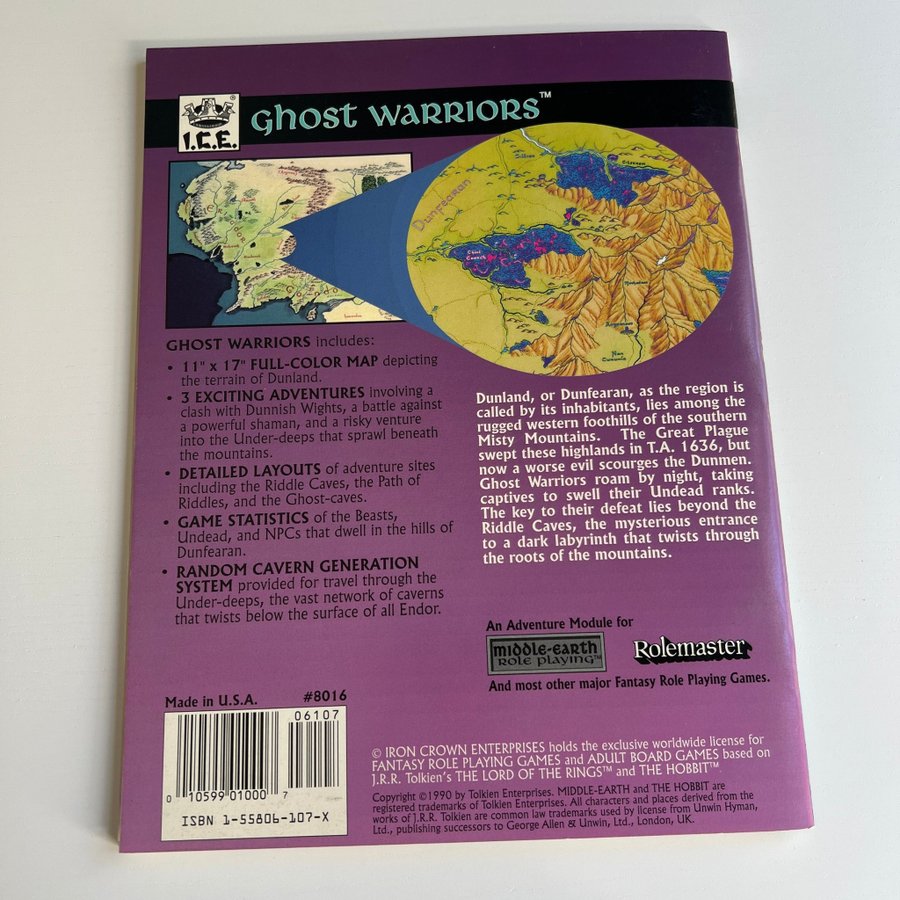 I.C.E.®
Ghost Warriors™
Dunfearan
GHOST WARRIORS includes:
• 11" x 17" FULL-COLOR MAP depicting
the terrain of Dunland.
• 3 EXCITING ADVENTURES involving a
clash with Dunnish Wights, a battle against
a powerful shaman, and a risky venture
into the Under-deeps that sprawl beneath
the mountains.
• DETAILED LAYOUTS of adventure sites
including the Riddle Caves, the Path of
Riddles, and the Ghost-caves.
• GAME STATISTICS of the Beasts,
Undead, and NPCs that dwell in the hills of
Dunfearan.
• RANDOM CAVERN GENERATION
SYSTEM provided for travel through the
Under-deeps, the vast network of caverns
that twists below the surface of all Endor.
Dunland, or Dunfearan, as the region is
called by its inhabitants, lies among the
rugged western foothills of the southern
Misty Mountains. The Great Plague
swept these highlands in T.A. 1636, but
now a worse evil scourges the Dunmen.
Ghost Warriors roam by night, taking
captives to swell their Undead ranks.
The key to their defeat lies beyond the
Riddle Caves, the mysterious entrance
to a dark labyrinth that twists through
the roots of the mountains.
An Adventure Module for
MIDDLE-EARTH
ROLE PLAYING™
Rolemaster™
And most other major Fantasy Role Playing Games.
Made in U.S.A. #8016
06107
0 10599 01000 7
ISBN 1-55806-107-X
© IRON CROWN ENTERPRISES holds the exclusive worldwide license for
FANTASY ROLE PLAYING GAMES and ADULT BOARD GAMES based on
J.R.R. Tolkien's THE LORD OF THE RINGS™ and THE HOBBIT™
Copyright ©1990 by Tolkien Enterprises. MIDDLE-EARTH and THE HOBBIT are
registered trademarks of Tolkien Enterprises. All characters and places derived from the
works of J.R.R. Tolkien are common law trademarks used by license from Unwin Hyman,
Ltd., publishing successors to George Allen & Unwin, Ltd., London, UK.